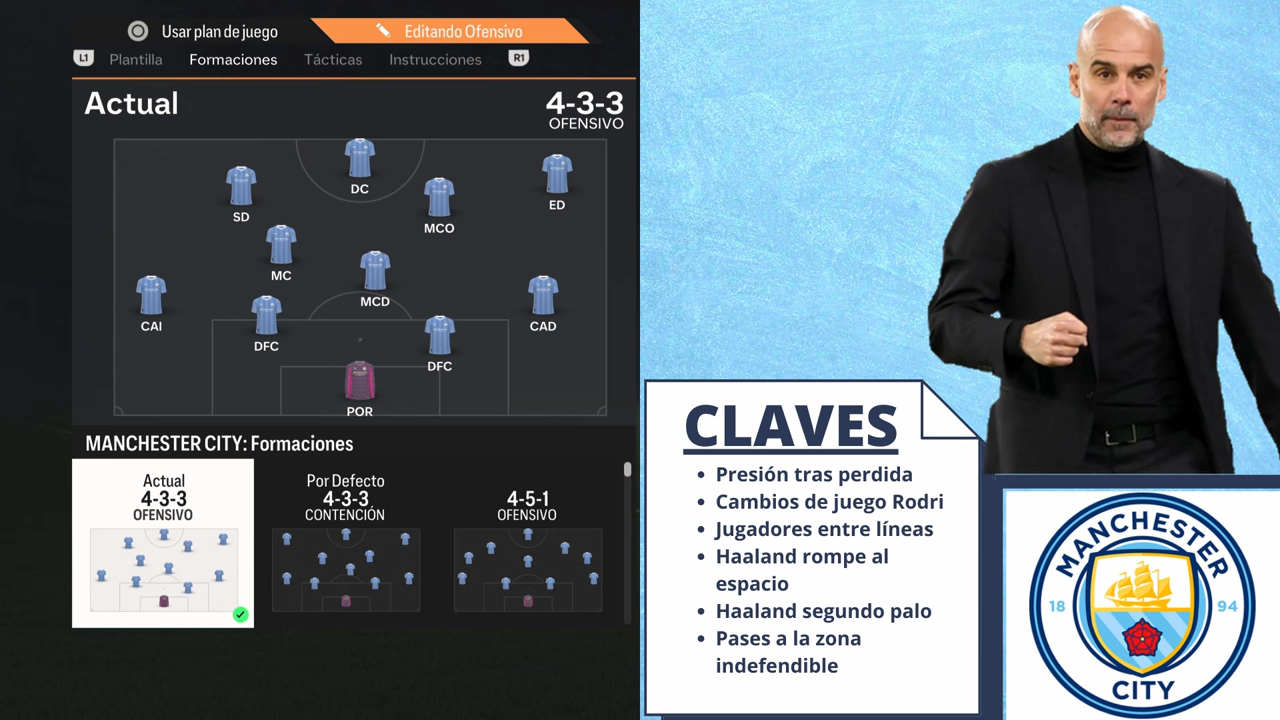 Usar plan de juego
Editando Ofensivo
L1
Plantilla
Formaciones
Tácticas
Instrucciones
R1
Actual
4-3-3
OFENSIVO
DC
SD
ED
MCO
MC
MCD
CAI
CAD
DFC
DFC
POR
MANCHESTER CITY: Formaciones
Actual
4-3-3
OFENSIVO
Por Defecto
4-3-3
CONTENCIÓN
4-5-1
OFENSIVO
CLAVES
• Presión tras perdida
• Cambios de juego Rodri
• Jugadores entre líneas
• Haaland rompe al
espacio
• Haaland segundo palo
• Pases a la zona
indefendible
MANCHESTER
18 94
CITY